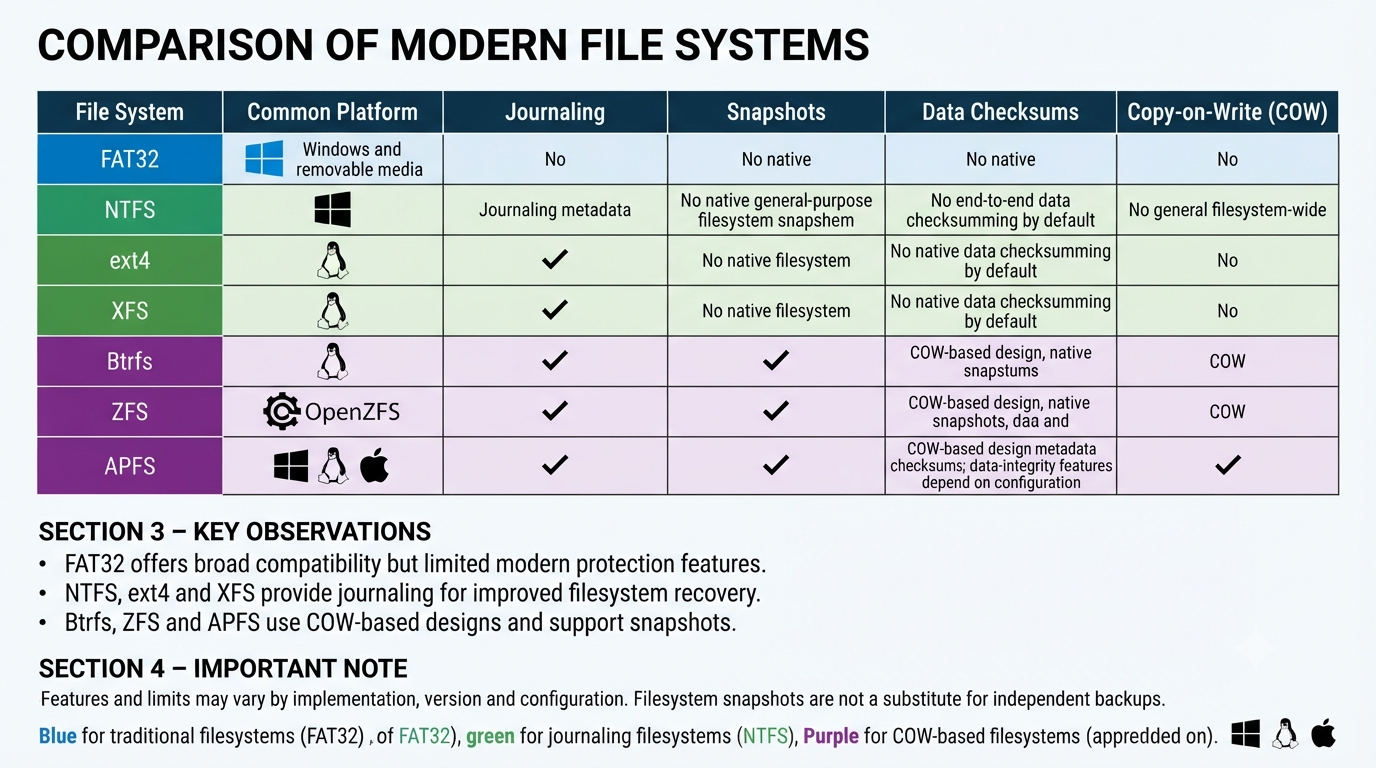 COMPARISON OF MODERN FILE SYSTEMS
File System Common Platform Journaling Snapshots Data Checksums Copy-on-Write (COW)
FAT32 Windows and removable media No No native No native No
NTFS Journaling metadata No native general-purpose filesystem snapshem No end-to-end data checksumming by default No general filesystem-wide
ext4 ✓ No native filesystem No native data checksumming by default No
XFS ✓ No native filesystem No native data checksumming by default No
Btrfs ✓ ✓ COW-based design, native snapstums COW
ZFS OpenZFS ✓ ✓ COW-based design, native snapshots, daa and COW
APFS ✓ ✓ COW-based design metadata checksums; data-integrity features depend on configuration ✓
SECTION 3 – KEY OBSERVATIONS
• FAT32 offers broad compatibility but limited modern protection features.
• NTFS, ext4 and XFS provide journaling for improved filesystem recovery.
• Btrfs, ZFS and APFS use COW-based designs and support snapshots.
SECTION 4 – IMPORTANT NOTE
Features and limits may vary by implementation, version and configuration. Filesystem snapshots are not a substitute for independent backups.
Blue for traditional filesystems (FAT32) , of FAT32), green for journaling filesystems (NTFS), Purple for COW-based filesystems (appredded on).